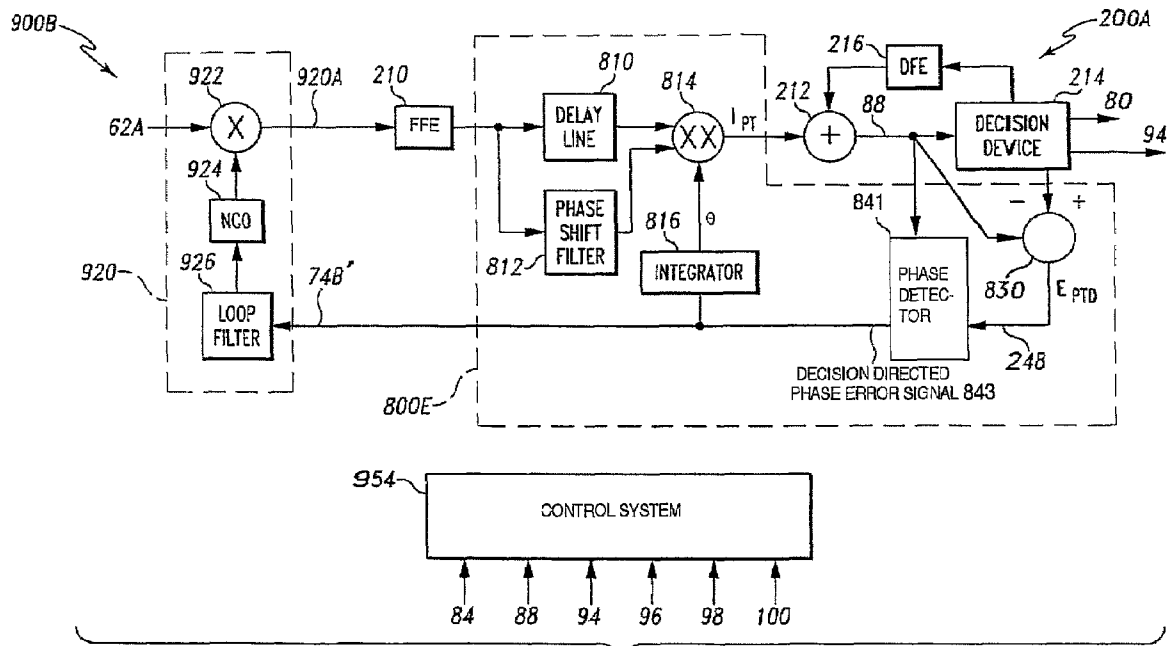 900B
200A
922
920A
210
810
814
216
DFE
214
62A
X
FFE
DELAY
LINE
XX
I PT
212
+
88
DECISION
DEVICE
80
94
924
NCO
PHASE
SHIFT
FILTER
812
θ
816
INTEGRATOR
841
−
+
830
E PTD
920
926
LOOP
FILTER
74B"
PHASE
DETEC-
TOR
248
800E
DECISION DIRECTED
PHASE ERROR SIGNAL 843
954
CONTROL SYSTEM
84
88
94
96
98
100